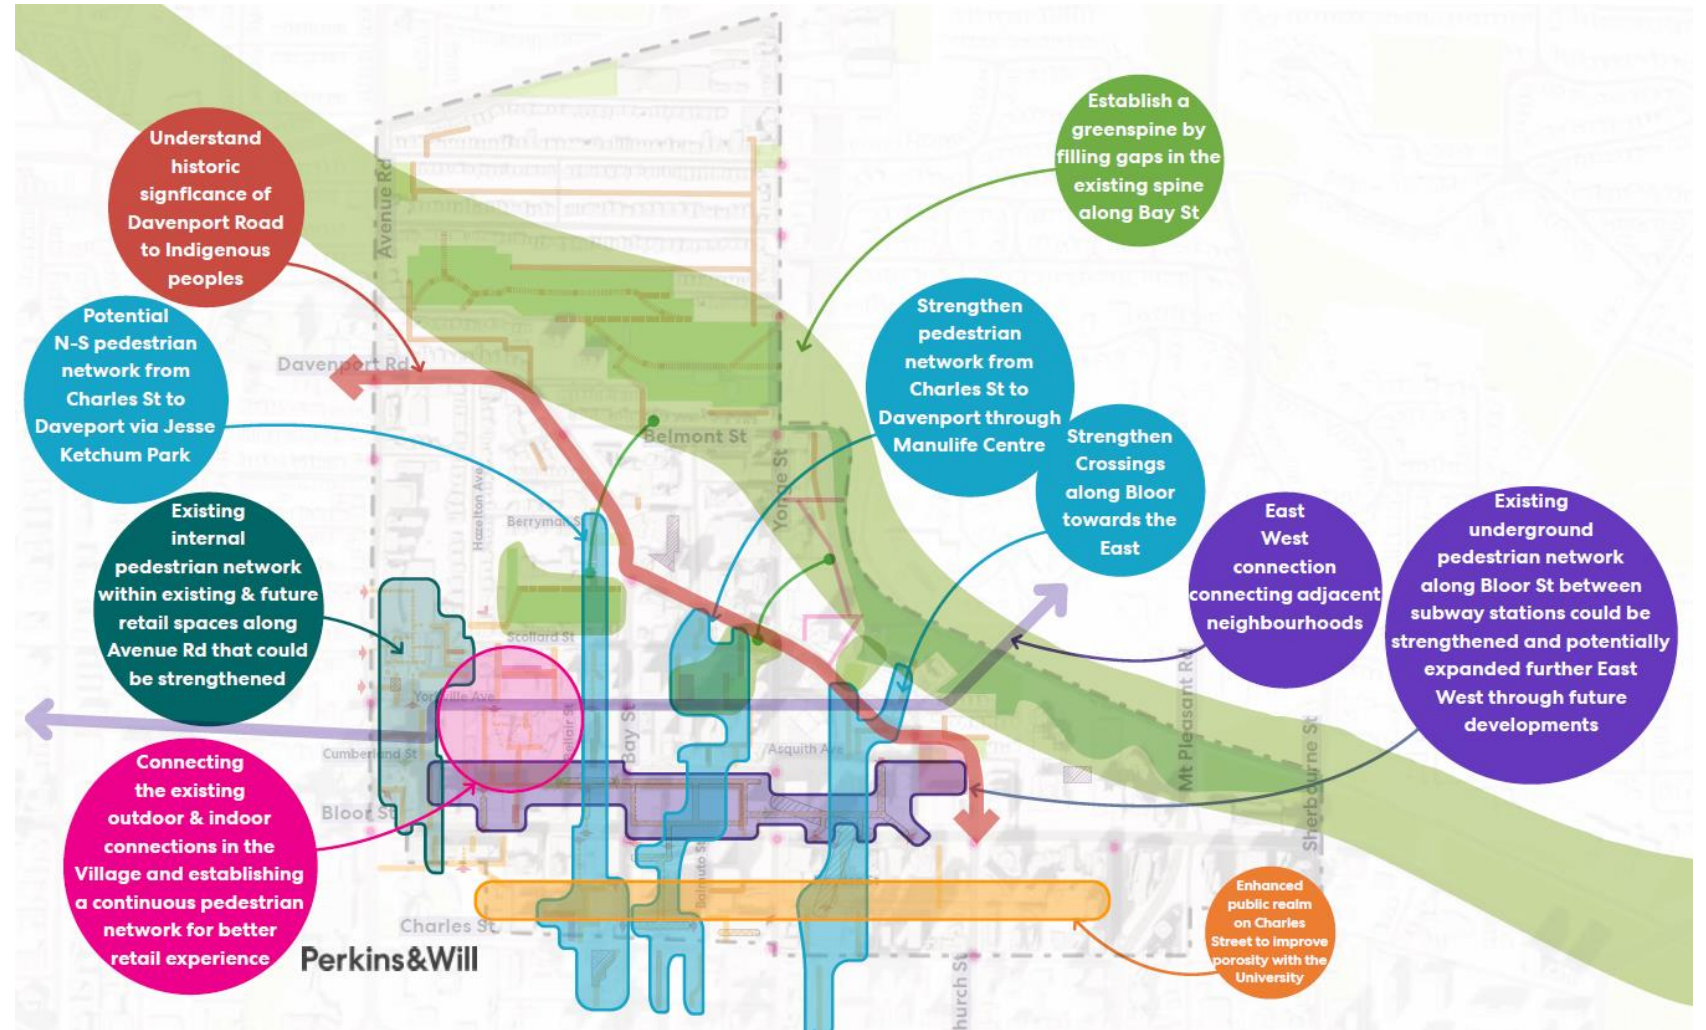 Understand
historic
signficance of
Davenport Road
to Indigenous
peoples
Establish a
greenspine by
filling gaps in the
existing spine
along Bay St
Potential
N-S pedestrian
network from
Charles St to
Daveport via Jesse
Ketchum Park
Strengthen
pedestrian
network from
Charles St to
Davenport through
Manulife Centre
Strengthen
Crossings
along Bloor
towards the
East
East
West
connection
connecting adjacent
neighbourhoods
Existing
underground
pedestrian network
along Bloor St between
subway stations could be
strengthened and potentially
expanded further East
West through future
developments
Existing
internal
pedestrian network
within existing & future
retail spaces along
Avenue Rd that could
be strengthened
Connecting
the existing
outdoor & indoor
connections in the
Village and establishing
a continuous pedestrian
network for better
retail experience
Enhanced
public realm
on Charles
Street to improve
porosity with the
University
Avenue Rd
Davenport Rd
Belmont St
Yonge St
Hazelton Ave
Berryman St
Scollard St
Yorkville Ave
Cumberland St
Bellair St
Bay St
/Asquith Ave
Bloor St
Balmuto St
Charles St
Mt Pleasant Rd
Sherbourne St
Church St
Perkins&Will